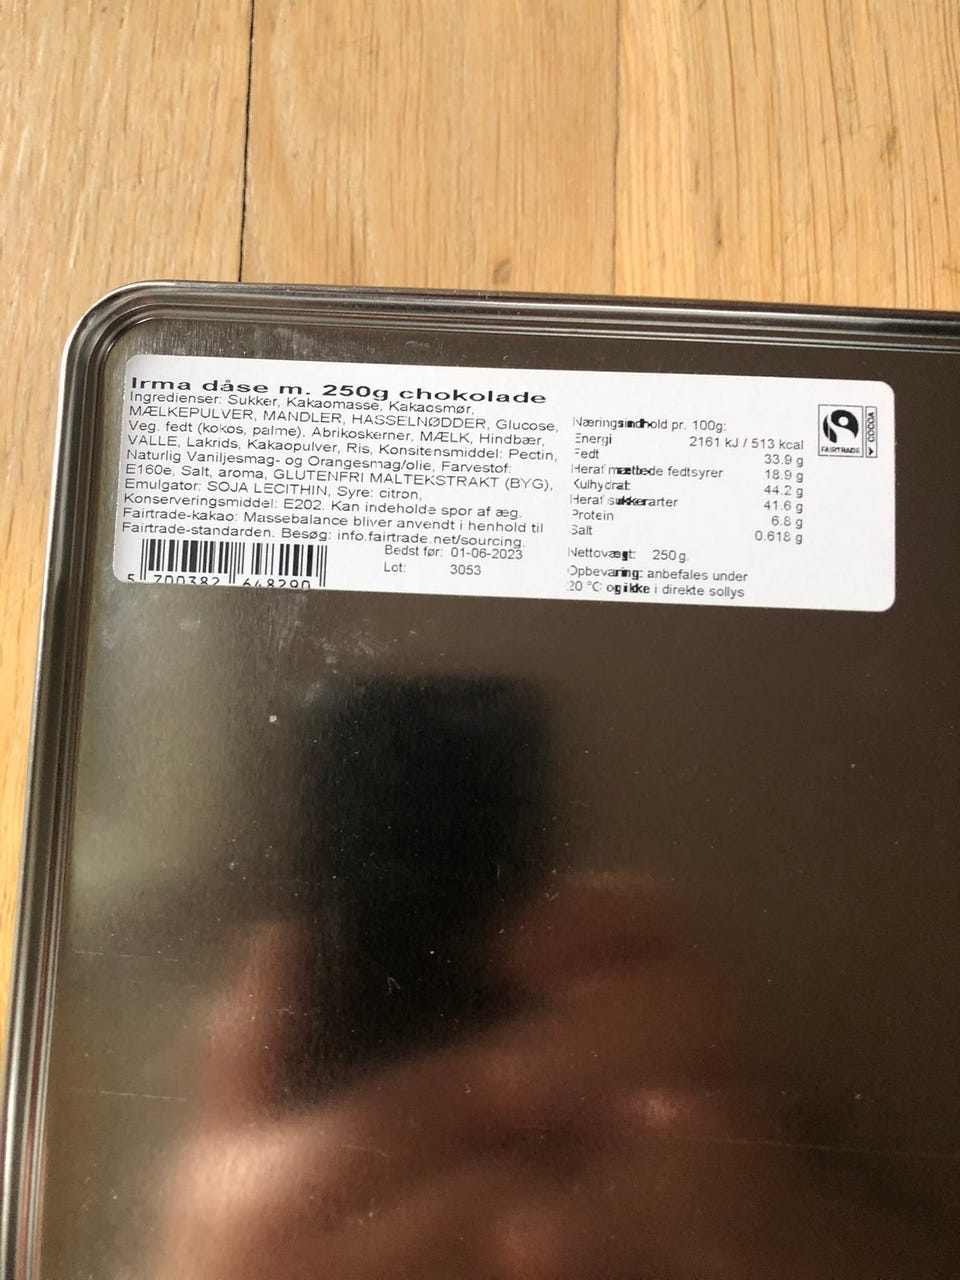 Irma dåse m. 250g chokolade
Ingredienser: Sukker, Kakaomasse, Kakaosmør,
MÆLKEPULVER, MANDLER, HASSELNØDDER, Glucose,
Veg. fedt (kokos, palme), Abrikoskerner, MÆLK, Hindbær,
VALLE, Lakrids, Kakaopulver, Ris, Konsitensmiddel: Pectin,
Naturlig Vaniljesmag- og Orangesmag/olie, Farvestof:
E160e, Salt, aroma, GLUTENFRI MALTEKSTRAKT (BYG),
Emulgator: SOJA LECITHIN, Syre: citron,
Konserveringsmiddel: E202. Kan indeholde spor af æg.
Fairtrade-kakao: Massebalance bliver anvendt i henhold til
Fairtrade-standarden. Besøg: info.fairtrade.net/sourcing.
Bedst før: 01-06-2023
Lot: 3053
5 700382 648290
Næringsindhold pr. 100g:
Energi 2161 kJ / 513 kcal
Fedt 33.9 g
Heraf mættede fedtsyrer 18.9 g
Kulhydrat 44.2 g
Heraf sukkerarter 41.6 g
Protein 6.8 g
Salt 0.618 g
Nettovægt: 250 g.
Opbevaring: anbefales under
20 °C og ikke i direkte sollys
FAIRTRADE
COCOA